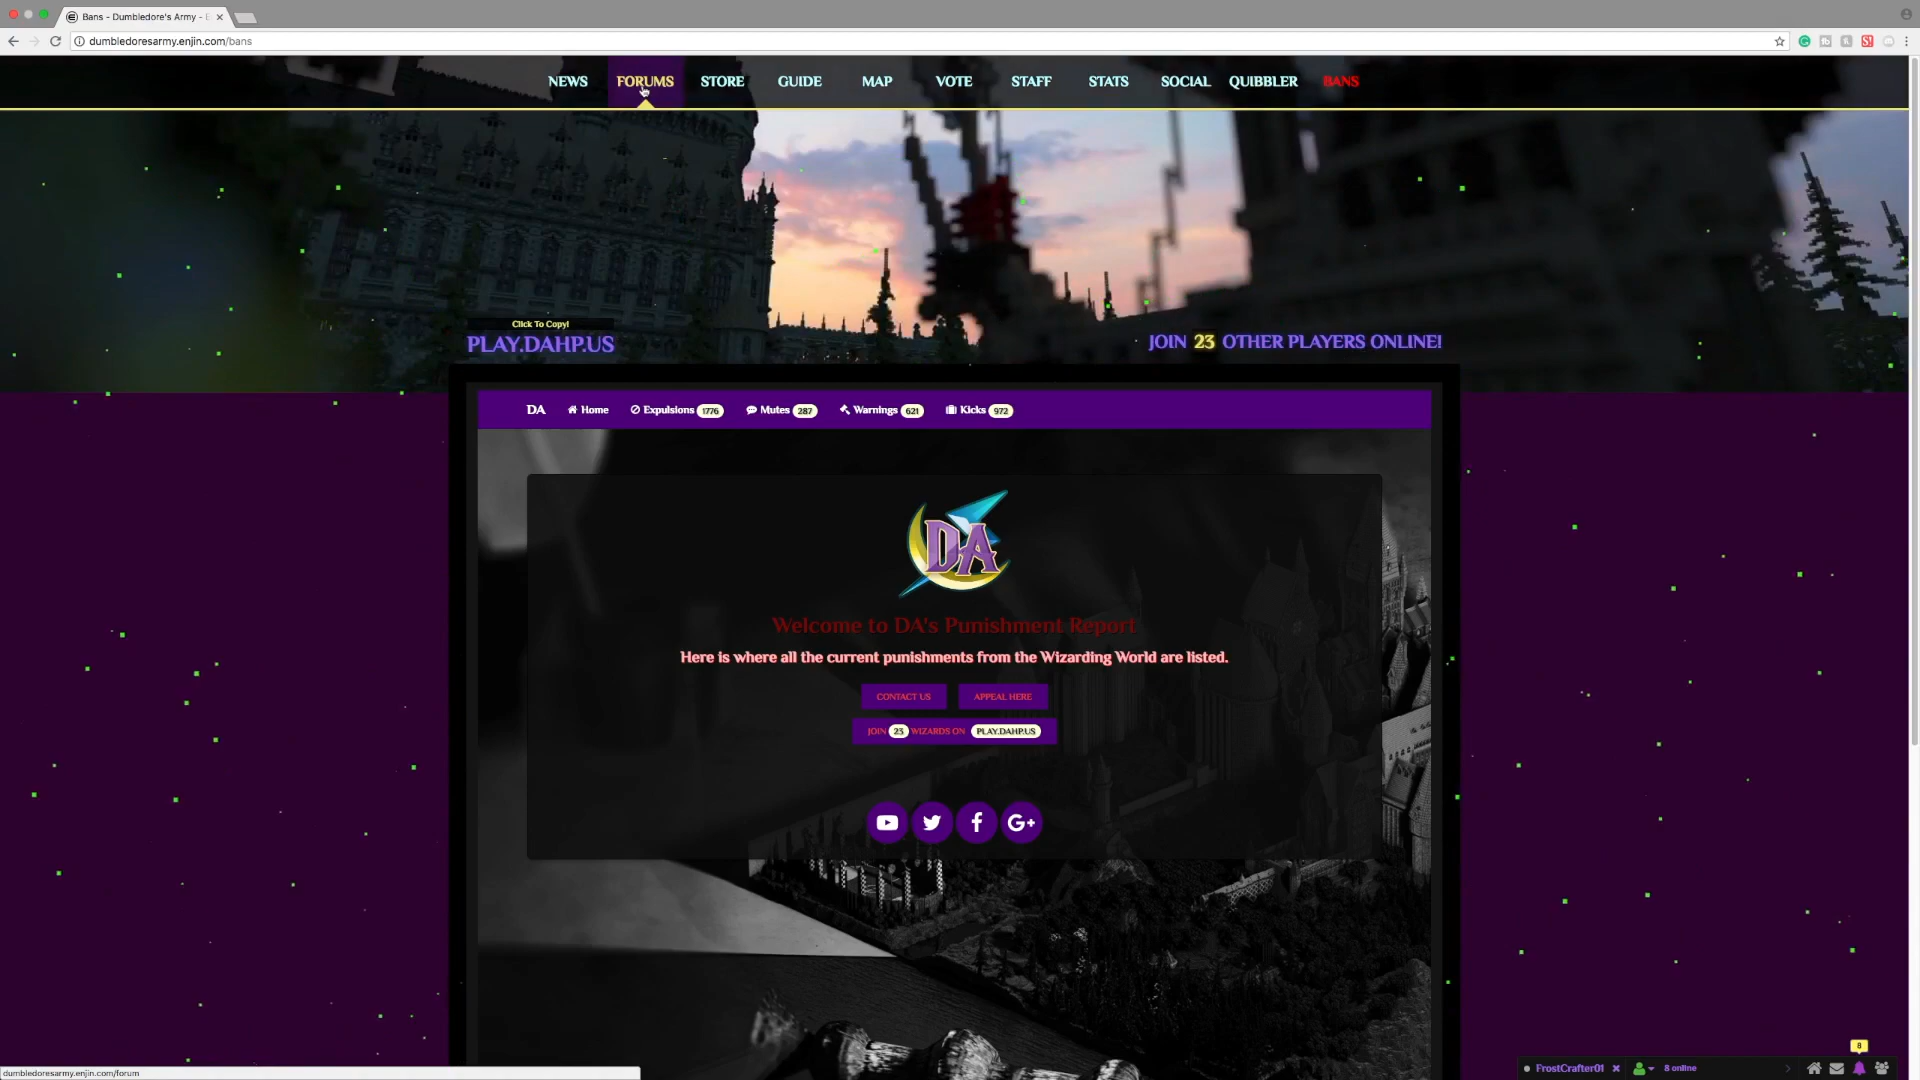 Bans - Dumbledore's Army - E
dumbledoresarmy.enjin.com/bans
NEWS FORUMS STORE GUIDE MAP VOTE STAFF STATS SOCIAL QUIBBLER BANS
Click To Copy!
PLAY.DAHP.US
JOIN 23 OTHER PLAYERS ONLINE!
DA Home Expulsions 1776 Mutes 287 Warnings 621 Kicks 972
DA
Welcome to DA's Punishment Report
Here is where all the current punishments from the Wizarding World are listed.
CONTACT US APPEAL HERE
JOIN 23 WIZARDS ON PLAY.DAHP.US
G+
8
FrostCrafter01 8 online
dumbledoresarmy.enjin.com/forum